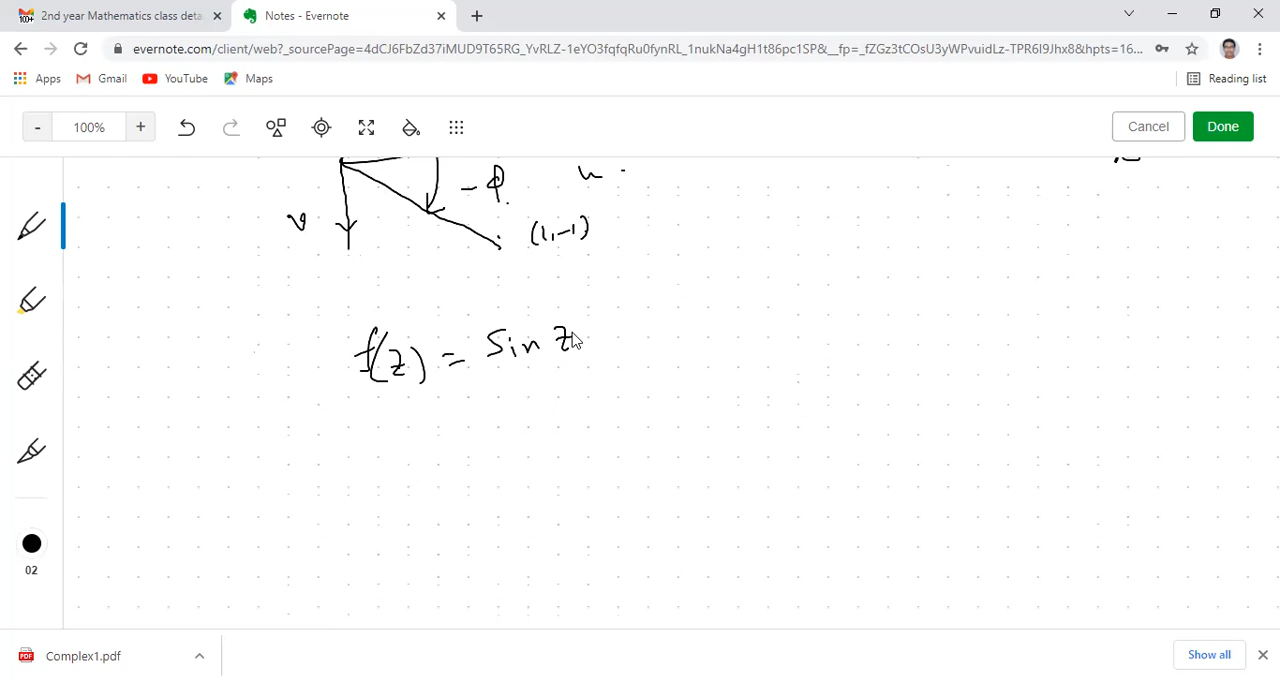 2nd year Mathematics class deta
Notes - Evernote
evernote.com/client/web?_sourcePage=4dCJ6FbZd37iMUD9T65RG_YvRLZ-1eYO3fqfqRu0fynRL_1nukNa4gH1t86pc1SP&__fp=_fZGz3tCOsU3yWPvuidLz-TPR6I9Jhx8&hpts=16...
Apps Gmail YouTube Maps Reading list
- 100% + Cancel Done
- φ. u
v (1,-1)
f(z) = Sin z
02
Complex1.pdf Show all